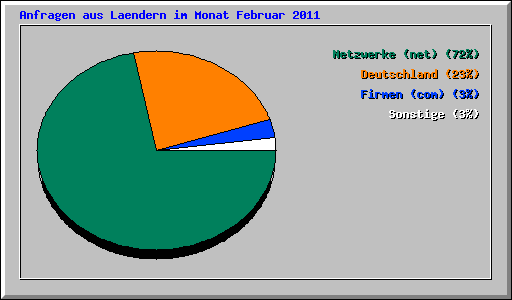 Anfragen aus Laendern im Monat Februar 2011
Netzwerke (net) (72%)
Deutschland (23%)
Firmen (com) (3%)
Sonstige (3%)